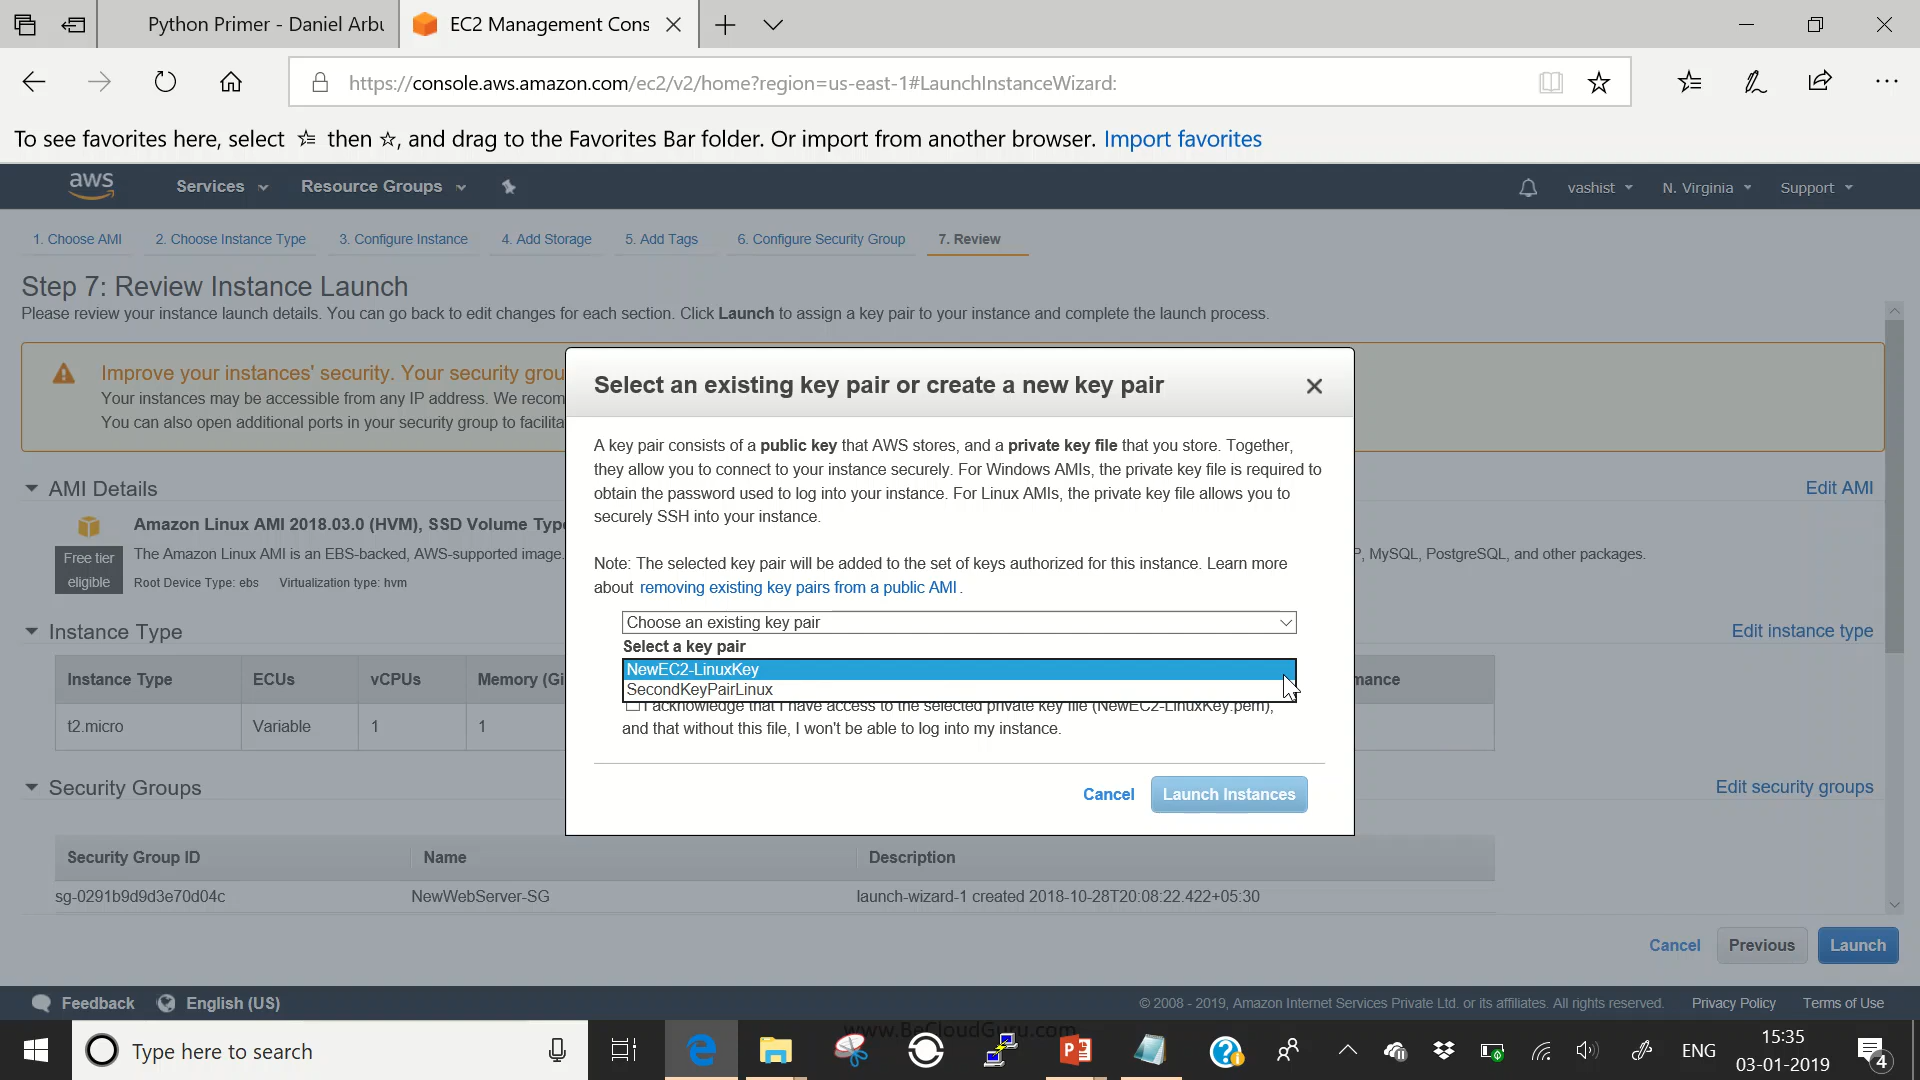 Python Primer - Daniel Arbu
EC2 Management Cons
https://console.aws.amazon.com/ec2/v2/home?region=us-east-1#LaunchInstanceWizard:
To see favorites here, select then , and drag to the Favorites Bar folder. Or import from another browser. Import favorites
aws Services Resource Groups vashist N. Virginia Support
1. Choose AMI 2. Choose Instance Type 3. Configure Instance 4. Add Storage 5. Add Tags 6. Configure Security Group 7. Review
Step 7: Review Instance Launch
Please review your instance launch details. You can go back to edit changes for each section. Click Launch to assign a key pair to your instance and complete the launch process.
Improve your instances' security. Your security grou
Your instances may be accessible from any IP address. We recom
You can also open additional ports in your security group to facilita
AMI Details Edit AMI
Amazon Linux AMI 2018.03.0 (HVM), SSD Volume Typ
Free tier
eligible
The Amazon Linux AMI is an EBS-backed, AWS-supported image. P, MySQL, PostgreSQL, and other packages.
Root Device Type: ebs Virtualization type: hvm
Instance Type Edit instance type
Instance Type ECUs vCPUs Memory (Gi mance
t2.micro Variable 1 1
Security Groups Edit security groups
Security Group ID Name Description
sg-0291b9d9d3e70d04c NewWebServer-SG launch-wizard-1 created 2018-10-28T20:08:22.422+05:30
Select an existing key pair or create a new key pair
A key pair consists of a public key that AWS stores, and a private key file that you store. Together,
they allow you to connect to your instance securely. For Windows AMIs, the private key file is required to
obtain the password used to log into your instance. For Linux AMIs, the private key file allows you to
securely SSH into your instance.
Note: The selected key pair will be added to the set of keys authorized for this instance. Learn more
about removing existing key pairs from a public AMI.
Choose an existing key pair
Select a key pair
NewEC2-LinuxKey
SecondKeyPairLinux
I acknowledge that I have access to the selected private key file (NewEC2-LinuxKey.pem),
and that without this file, I won't be able to log into my instance.
Cancel Launch Instances
Cancel Previous Launch
Feedback English (US) © 2008 - 2019, Amazon Internet Services Private Ltd. or its affiliates. All rights reserved. Privacy Policy Terms of Use
www.BeCloudGuru.com
Type here to search
ENG
15:35
03-01-2019
4